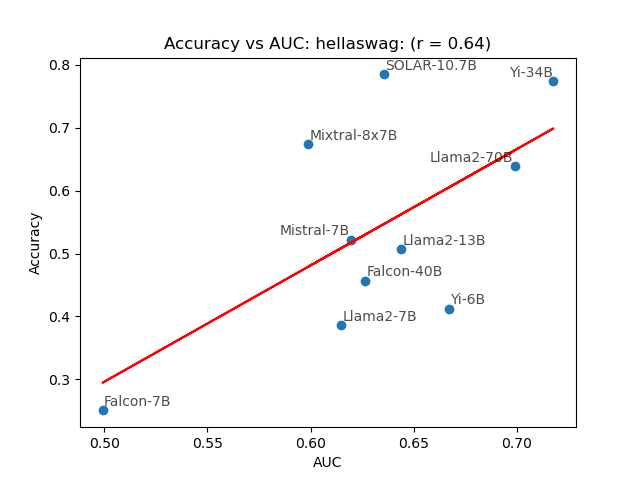 Accuracy vs AUC: hellaswag: (r = 0.64)
0.8
0.7
0.6
0.5
0.4
0.3
Accuracy
SOLAR-10.7B
Yi-34B
Mixtral-8x7B
Llama2-70B
Mistral-7B
Llama2-13B
Falcon-40B
Yi-6B
Llama2-7B
Falcon-7B
0.50
0.55
0.60
0.65
0.70
AUC